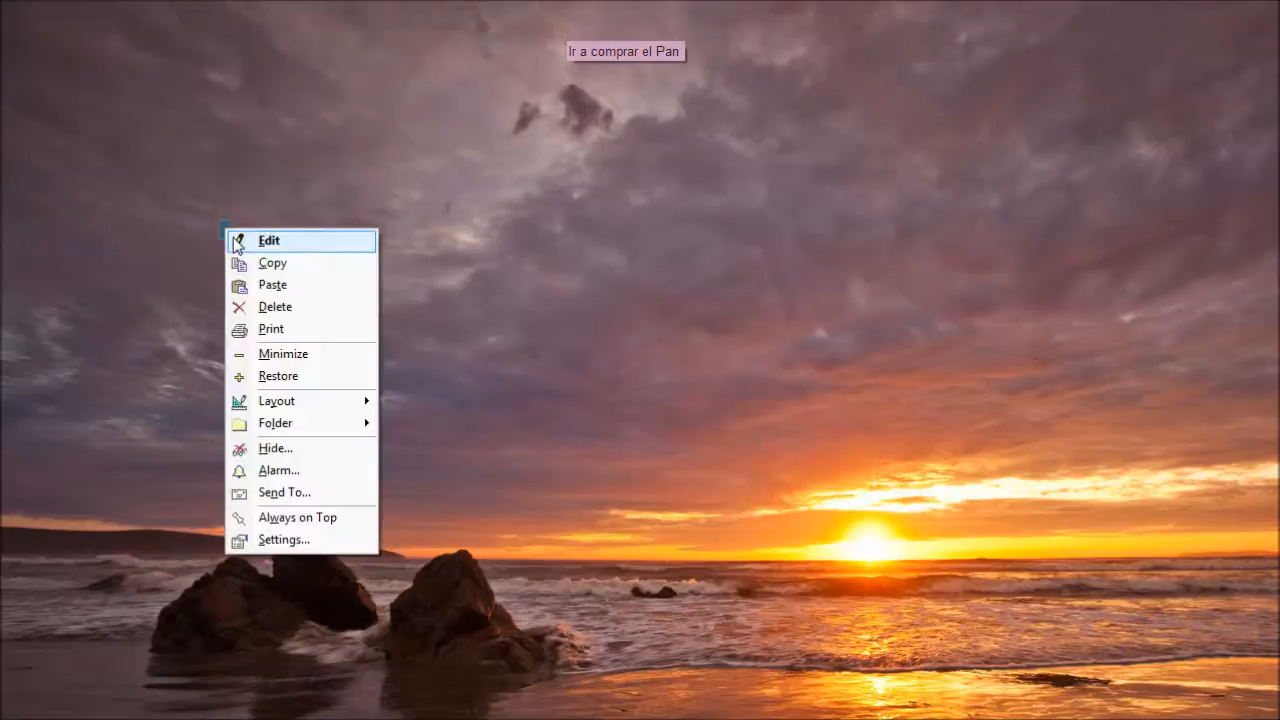 Ir a comprar el Pan
Edit
Copy
Paste
Delete
Print
Minimize
Restore
Layout
Folder
Hide...
Alarm...
Send To...
Always on Top
Settings...